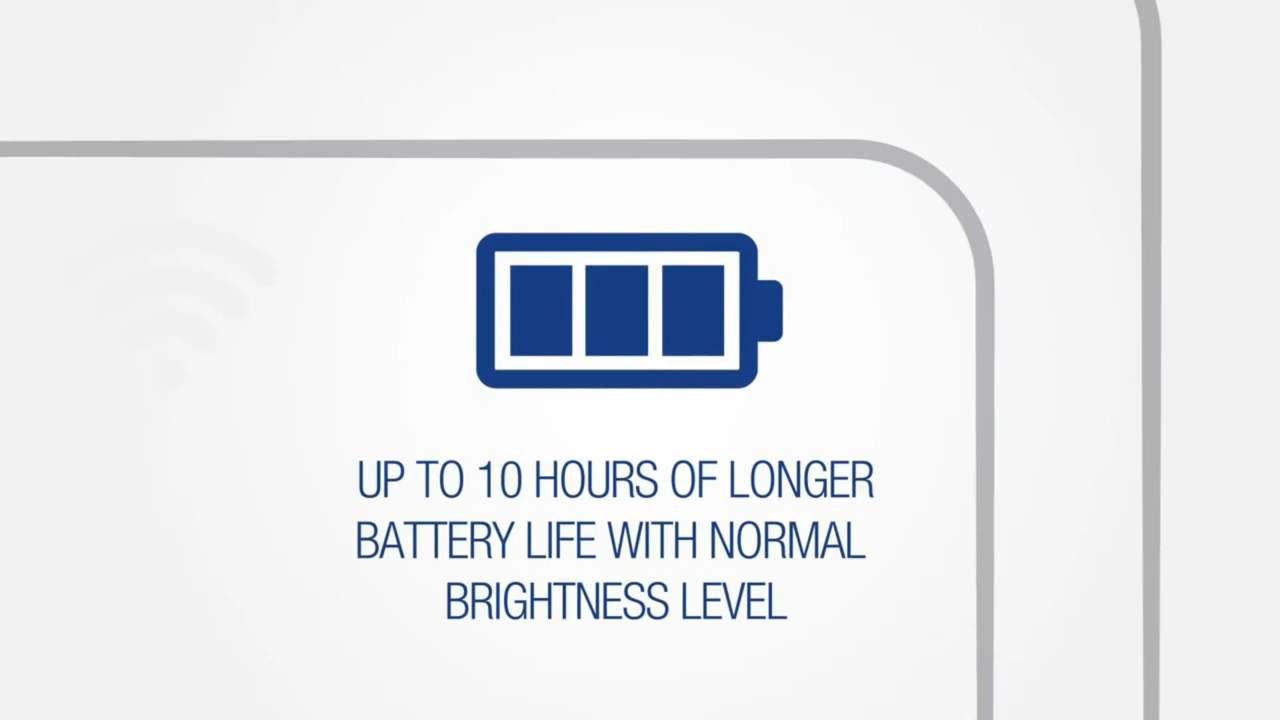 UP TO 10 HOURS OF LONGER
BATTERY LIFE WITH NORMAL
BRIGHTNESS LEVEL